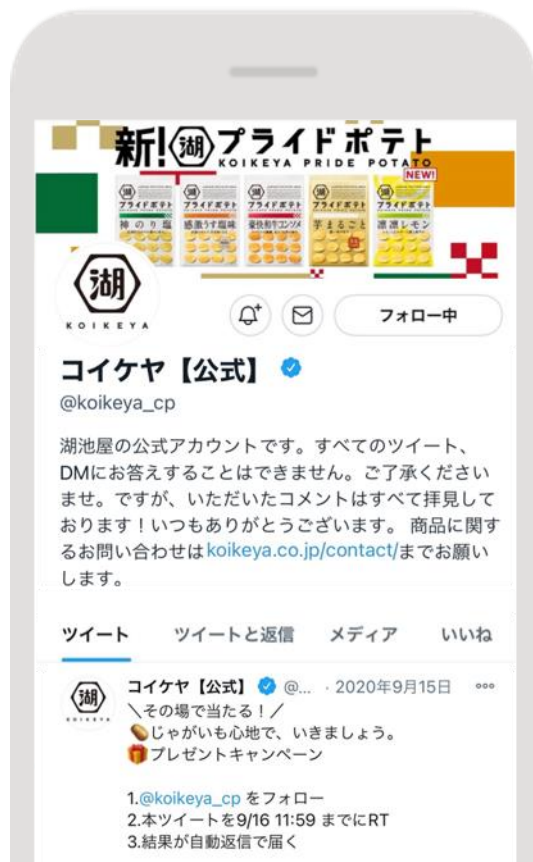 新!湖プライドポテト
KOIKEYA PRIDE POTATO
NEW!
湖 湖 湖 湖 湖
プライドポテト プライドポテト プライドポテト プライドポテト プライドポテト
神のり塩 感激うす塩味 豪快和牛コンソメ 芋まるごと 凛凛レモン
湖
KOIKEYA
フォロー中
コイケヤ【公式】
@koikeya_cp
湖池屋の公式アカウントです。すべてのツイート、
DMにお答えすることはできません。ご了承ください
ませ。ですが、いただいたコメントはすべて拝見して
おります!いつもありがとうございます。 商品に関す
るお問い合わせはkoikeya.co.jp/contact/までお願い
します。
ツイート ツイートと返信 メディア いいね
湖
KOIKEYA
コイケヤ【公式】 @... ・2020年9月15日
\その場で当たる!/
🥔じゃがいも心地で、いきましょう。
🎁プレゼントキャンペーン
1.@koikeya_cp をフォロー
2.本ツイートを9/16 11:59 までにRT
3.結果が自動返信で届く